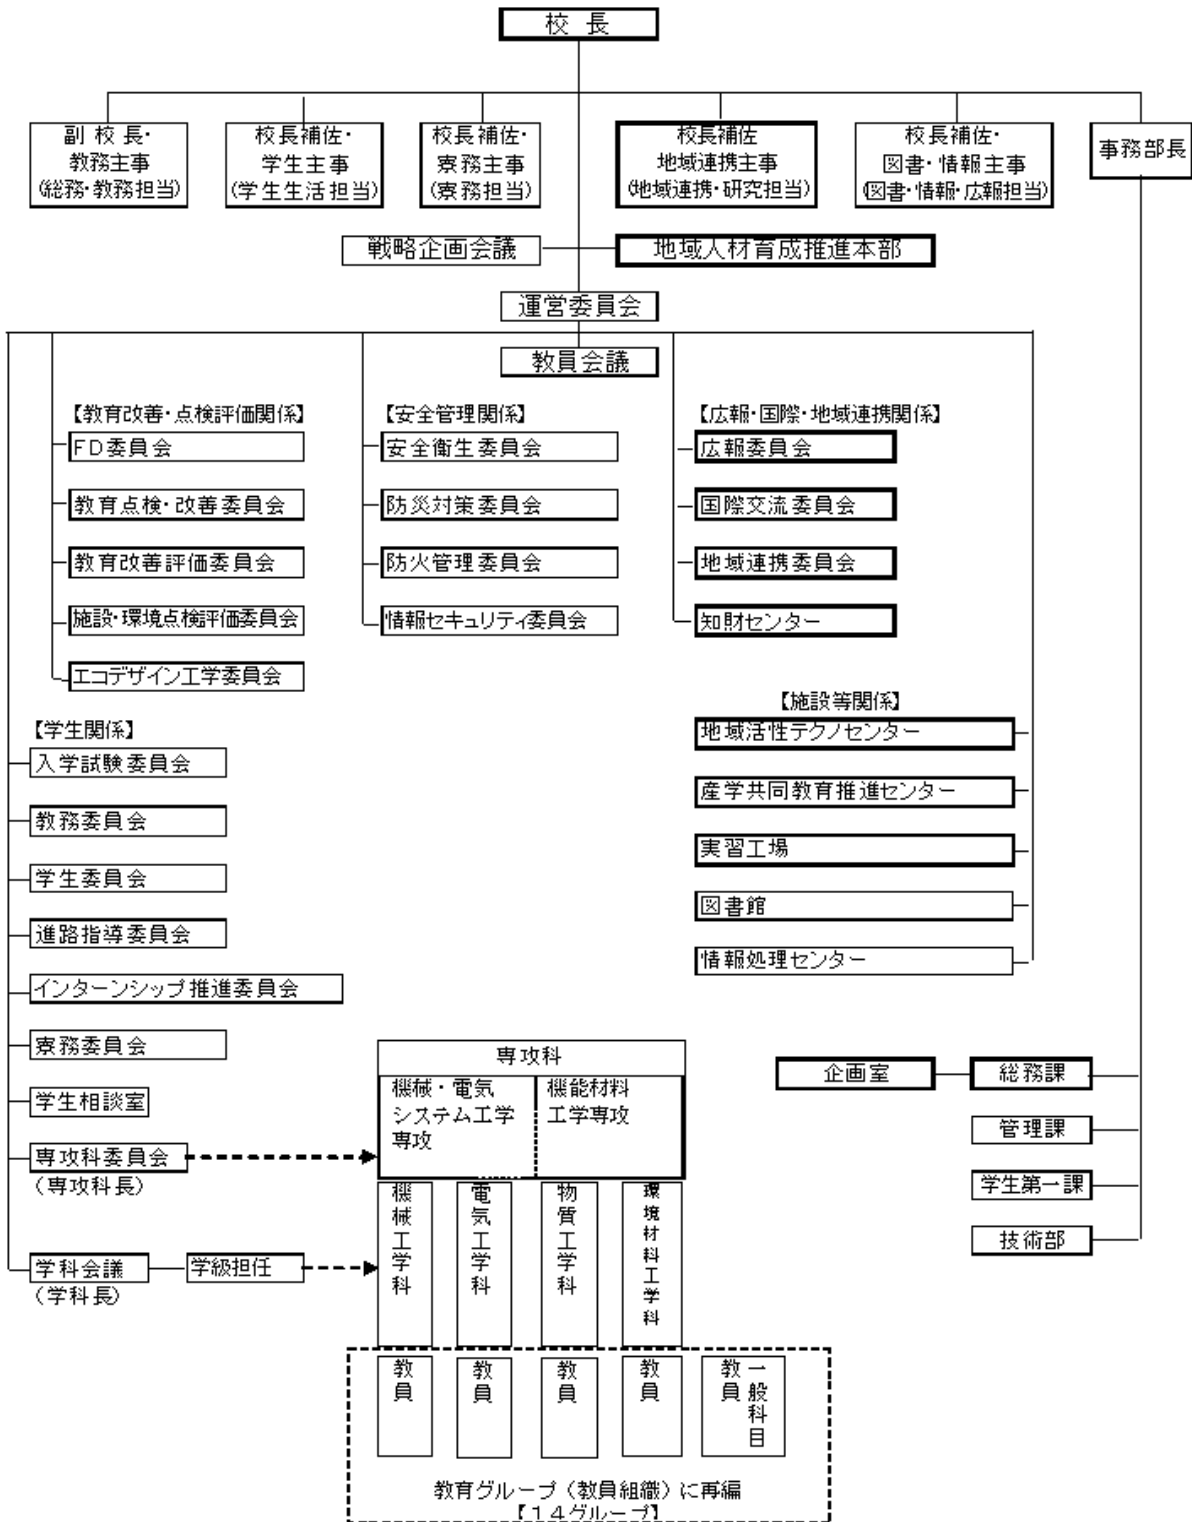 校 長
副 校 長・
教務主事
(総務・教務担当)
校長補佐・
学生主事
(学生生活担当)
校長補佐・
寮務主事
(寮務担当)
校長補佐
地域連携主事
(地域連携・研究担当)
校長補佐・
図書・情報主事
(図書・情報・広報担当)
事務部長
戦略企画会議
地域人材育成推進本部
運営委員会
教員会議
【教育改善・点検評価関係】
FD委員会
教育点検・改善委員会
教育改善評価委員会
施設・環境点検評価委員会
エコデザイン工学委員会
【安全管理関係】
安全衛生委員会
防災対策委員会
防火管理委員会
情報セキュリティ委員会
【広報・国際・地域連携関係】
広報委員会
国際交流委員会
地域連携委員会
知財センター
【施設等関係】
地域活性テクノセンター
産学共同教育推進センター
実習工場
図書館
情報処理センター
【学生関係】
入学試験委員会
教務委員会
学生委員会
進路指導委員会
インターンシップ推進委員会
寮務委員会
学生相談室
専攻科委員会
(専攻科長)
学科会議
(学科長)
学級担任
専攻科
機械・電気
システム工学
専攻
機能材料
工学専攻
機械工学科
電気工学科
物質工学科
環境材料工学科
教員
教員
教員
教員
一般科目
教員
教育グループ(教員組織)に再編
【14グループ】
企画室
総務課
管理課
学生第一課
技術部